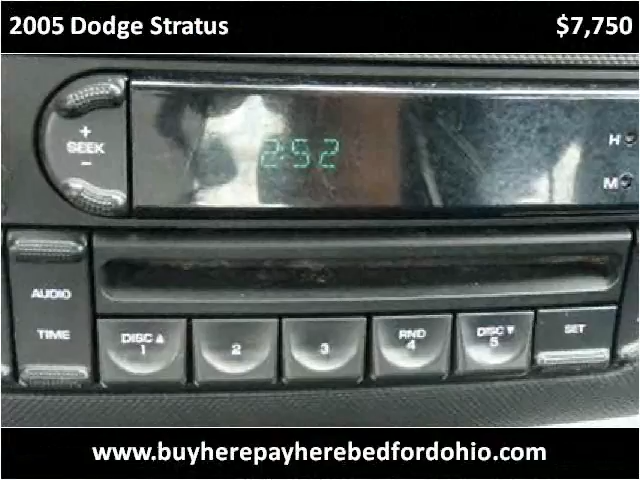 2005 Dodge Stratus $7,750
+
SEEK
-
2:52
H
M
AUDIO
TIME
DISC ▲ 1
2
3
RND 4
DISC ▼ 5
SET
www.buyherepayherebedfordohio.com